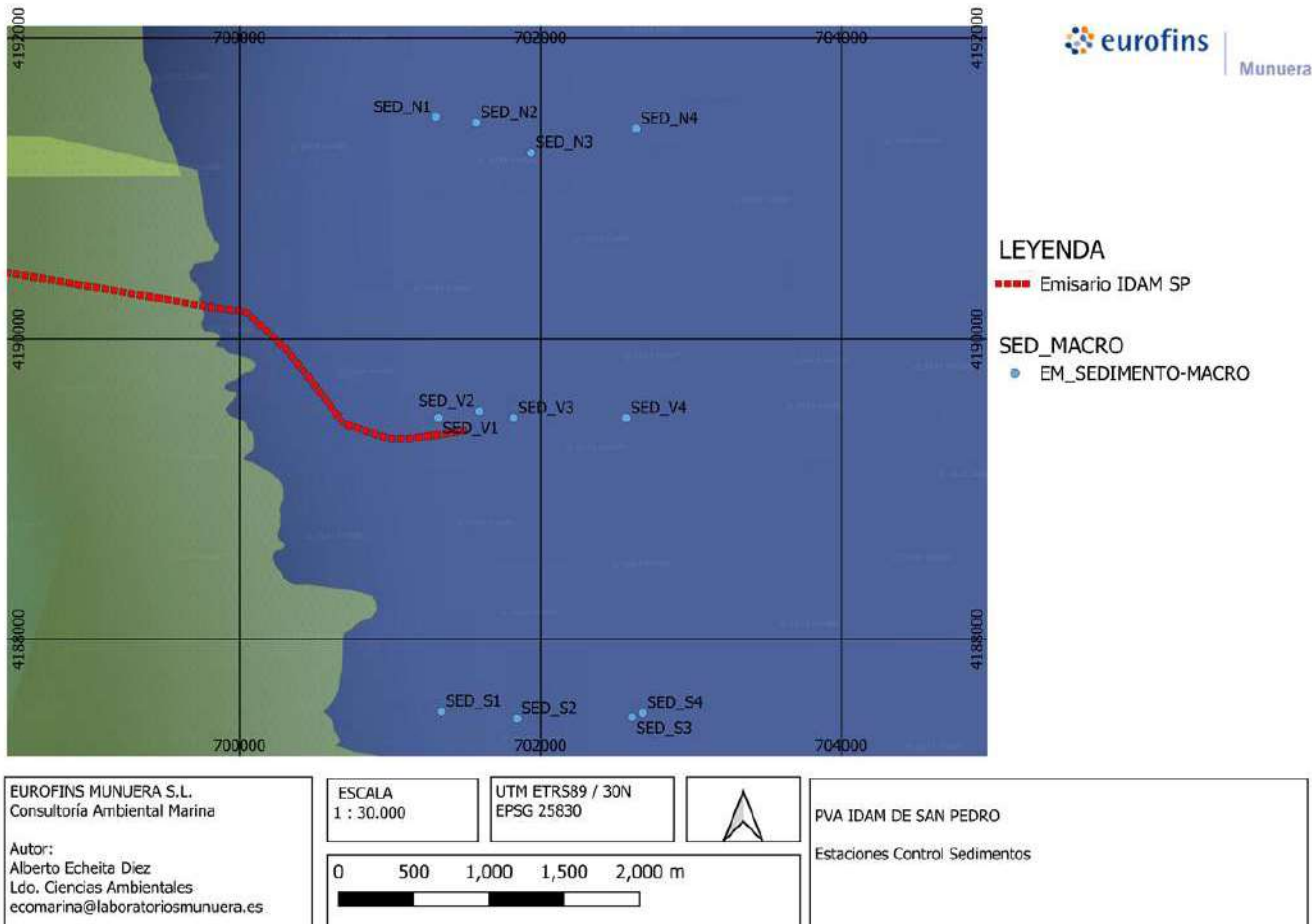 4192000
700000
702000
704000
4192000
eurofins
Munuera
SED_N1
SED_N2
SED_N4
SED_N3
LEYENDA
Emisario IDAM SP
4190000
4190000
SED_MACRO
EM_SEDIMENTO-MACRO
SED_V2
SED_V3
SED_V4
SED_V1
4188000
4188000
SED_S1
SED_S2
SED_S4
SED_S3
700000
702000
704000
EUROFINS MUNUERA S.L.
Consultoría Ambiental Marina
Autor:
Alberto Echeita Diez
Ldo. Ciencias Ambientales
ecomarina@laboratoriosmunuera.es
ESCALA
1 : 30.000
UTM ETRS89 / 30N
EPSG 25830
0 500 1,000 1,500 2,000 m
PVA IDAM DE SAN PEDRO
Estaciones Control Sedimentos